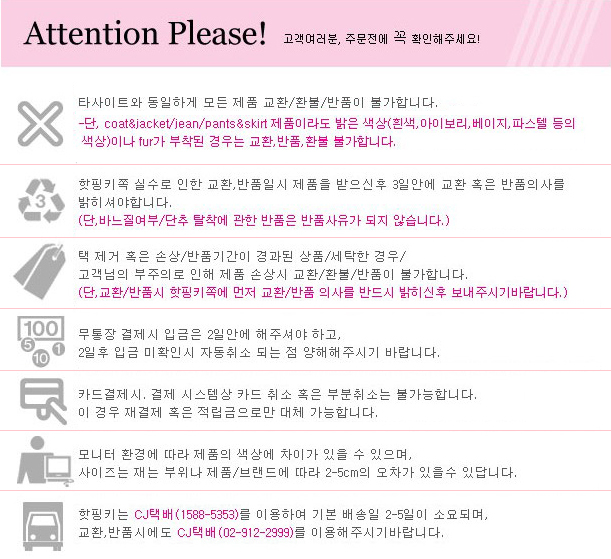 Attention Please! 고객여러분, 주문전에 꼭 확인해주세요!
타사이트와 동일하게 모든 제품 교환/환불/반품이 불가합니다.
-단, coat&jacket/jean/pants&skirt 제품이라도 밝은 색상(흰색,아이보리,베이지,파스텔 등의
색상)이나 fur가 부착된 경우는 교환,반품,환불 불가합니다.
3
핫핑키쪽 실수로 인한 교환,반품일시 제품을 받으신후 3일안에 교환 혹은 반품의사를
밝히셔야합니다.
(단,바느질여부/단추 탈착에 관한 반품은 반품사유가 되지 않습니다.)
택 제거 혹은 손상/반품기간이 경과된 상품/세탁한 경우/
고객님의 부주의로 인해 제품 손상시 교환/환불/반품이 불가합니다.
(단,교환/반품시 핫핑키쪽에 먼저 교환/반품 의사를 반드시 밝히신후 보내주시기바랍니다.)
100
5 10 1
무통장 결제시 입금은 2일안에 해주셔야 하고,
2일후 입금 미확인시 자동취소 되는 점 양해해주시기 바랍니다.
카드결제시. 결제 시스템상 카드 취소 혹은 부분취소는 불가능합니다.
이 경우 재결제 혹은 적립금으로만 대체 가능합니다.
모니터 환경에 따라 제품의 색상에 차이가 있을 수 있으며,
사이즈는 재는 부위나 제품/브랜드에 따라 2-5cm의 오차가 있을수 있답니다.
핫핑키는 CJ택배(1588-5353)를 이용하여 기본 배송일 2-5일이 소요되며,
교환,반품시에도 CJ택배(02-912-2999)를 이용해주시기바랍니다.